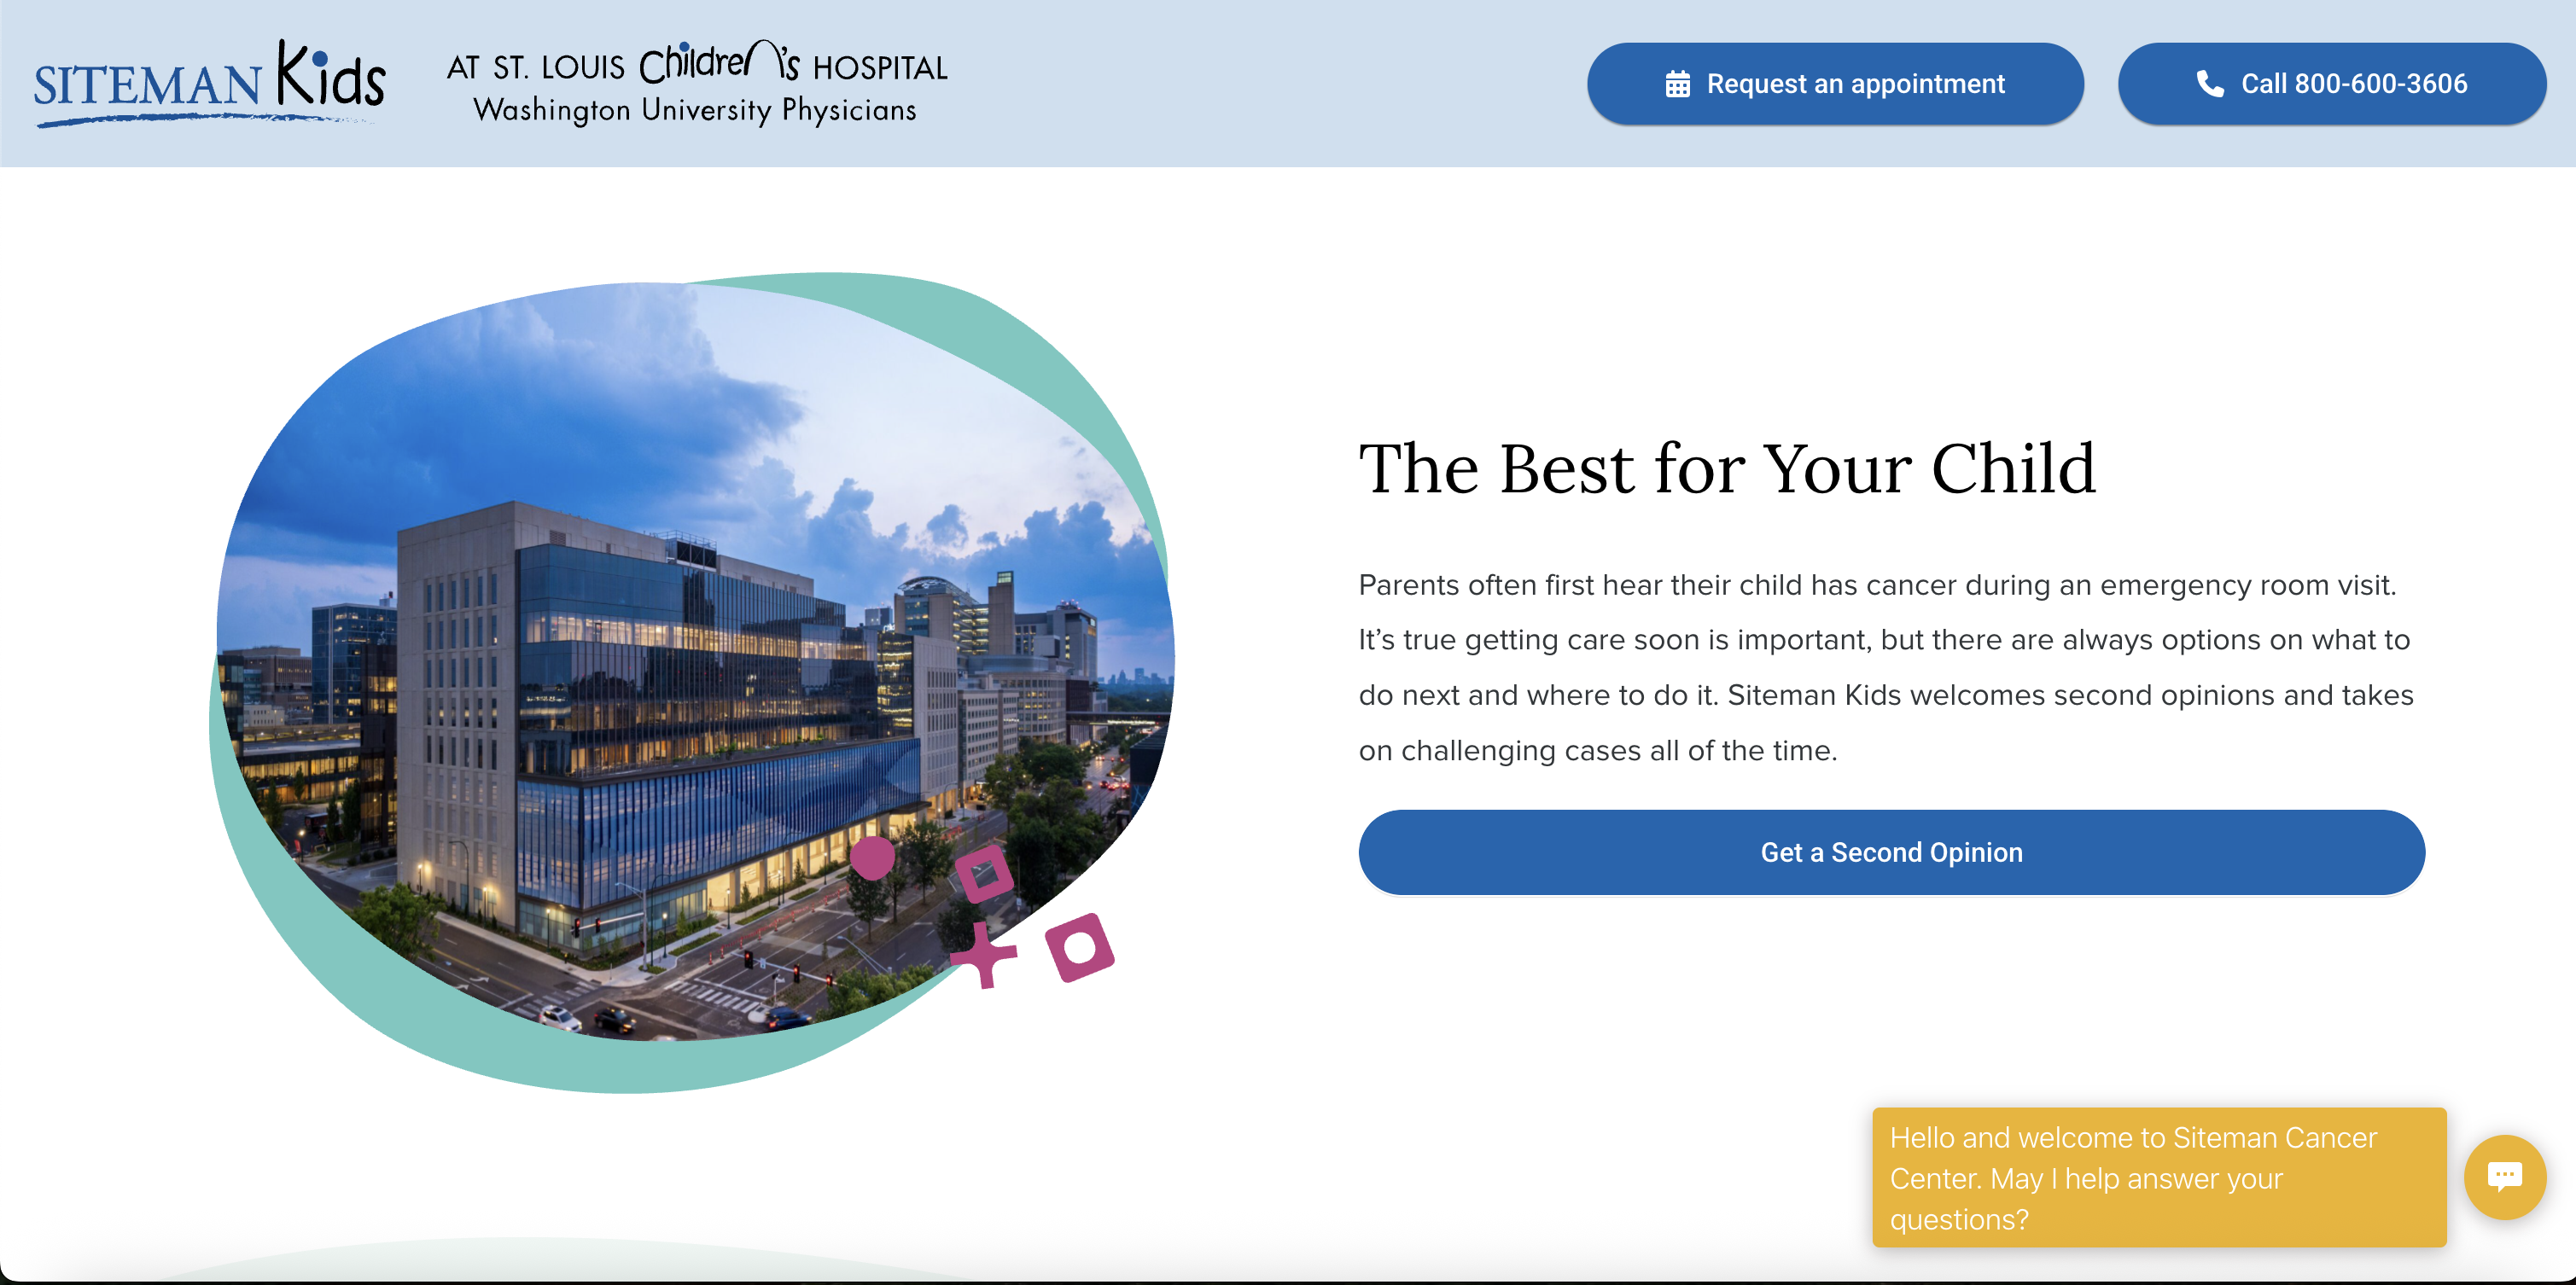 SITEMAN Kids
AT ST. LOUIS Children's HOSPITAL
Washington University Physicians
Request an appointment
Call 800-600-3606
The Best for Your Child
Parents often first hear their child has cancer during an emergency room visit.
It’s true getting care soon is important, but there are always options on what to
do next and where to do it. Siteman Kids welcomes second opinions and takes
on challenging cases all of the time.
Get a Second Opinion
Hello and welcome to Siteman Cancer
Center. May I help answer your
questions?